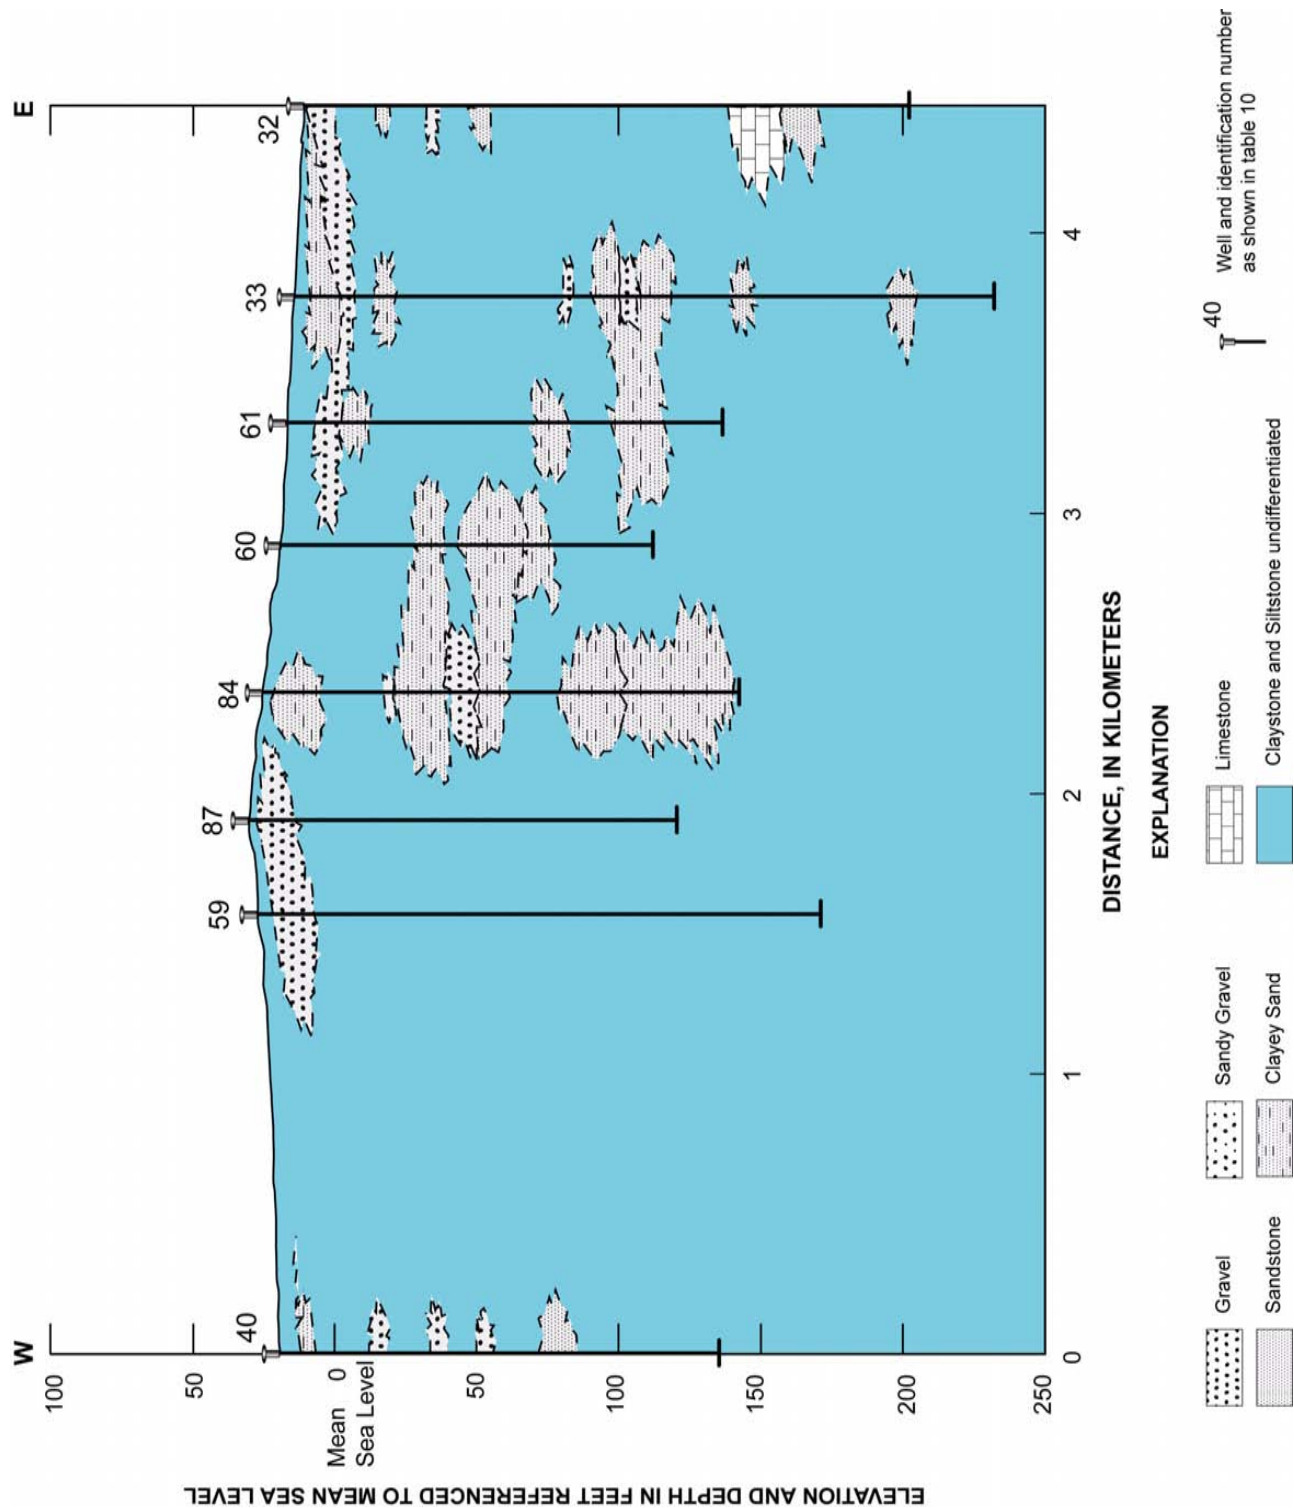 W
E
40
59
87
84
60
61
33
32
100
50
0
Mean
Sea Level
50
100
150
200
250
ELEVATION AND DEPTH IN FEET REFERENCED TO MEAN SEA LEVEL
0
1
2
3
4
DISTANCE, IN KILOMETERS
EXPLANATION
Gravel
Sandy Gravel
Limestone
40
Well and identification number
as shown in table 10
Sandstone
Clayey Sand
Claystone and Siltstone undifferentiated